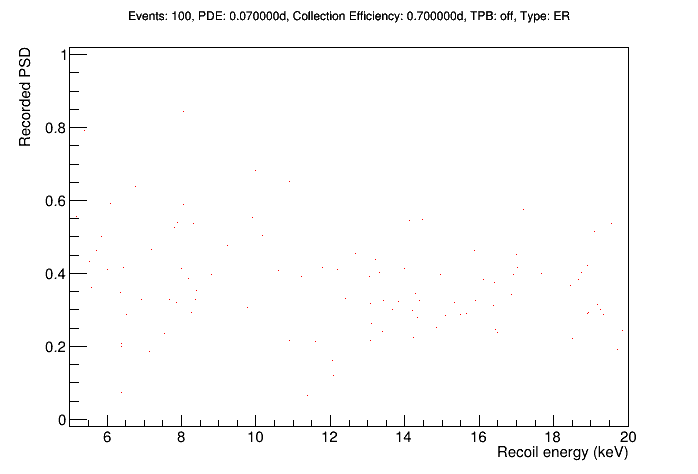 Events: 100, PDE: 0.070000d, Collection Efficiency: 0.700000d, TPB: off, Type: ER
Recorded PSD
1
0.8
0.6
0.4
0.2
0
6 8 10 12 14 16 18 20
Recoil energy (keV)